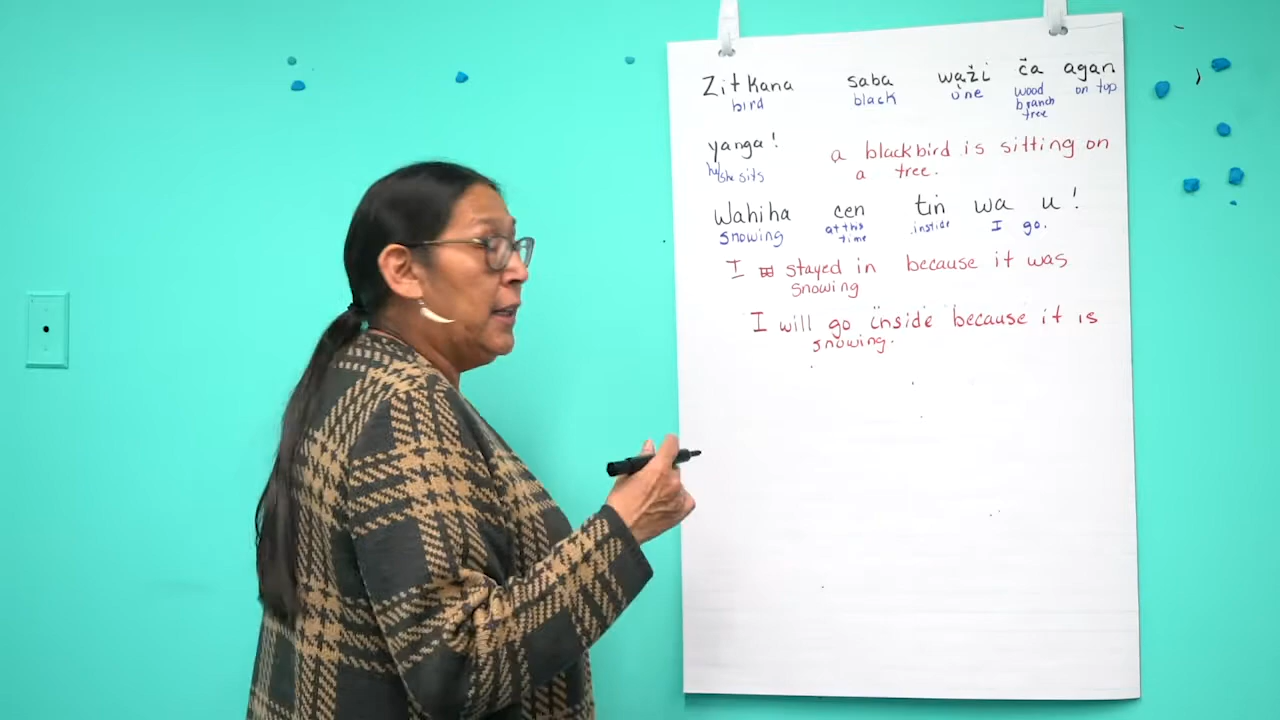 Zitkana saba wąži ča agan
bird black one wood branch tree on top
yanga! a blackbird is sitting on
he/she sits a tree.
Wahiha cen tin wa u!
snowing at this time inside I go.
I stayed in because it was
snowing
I will go inside because it is
snowing.